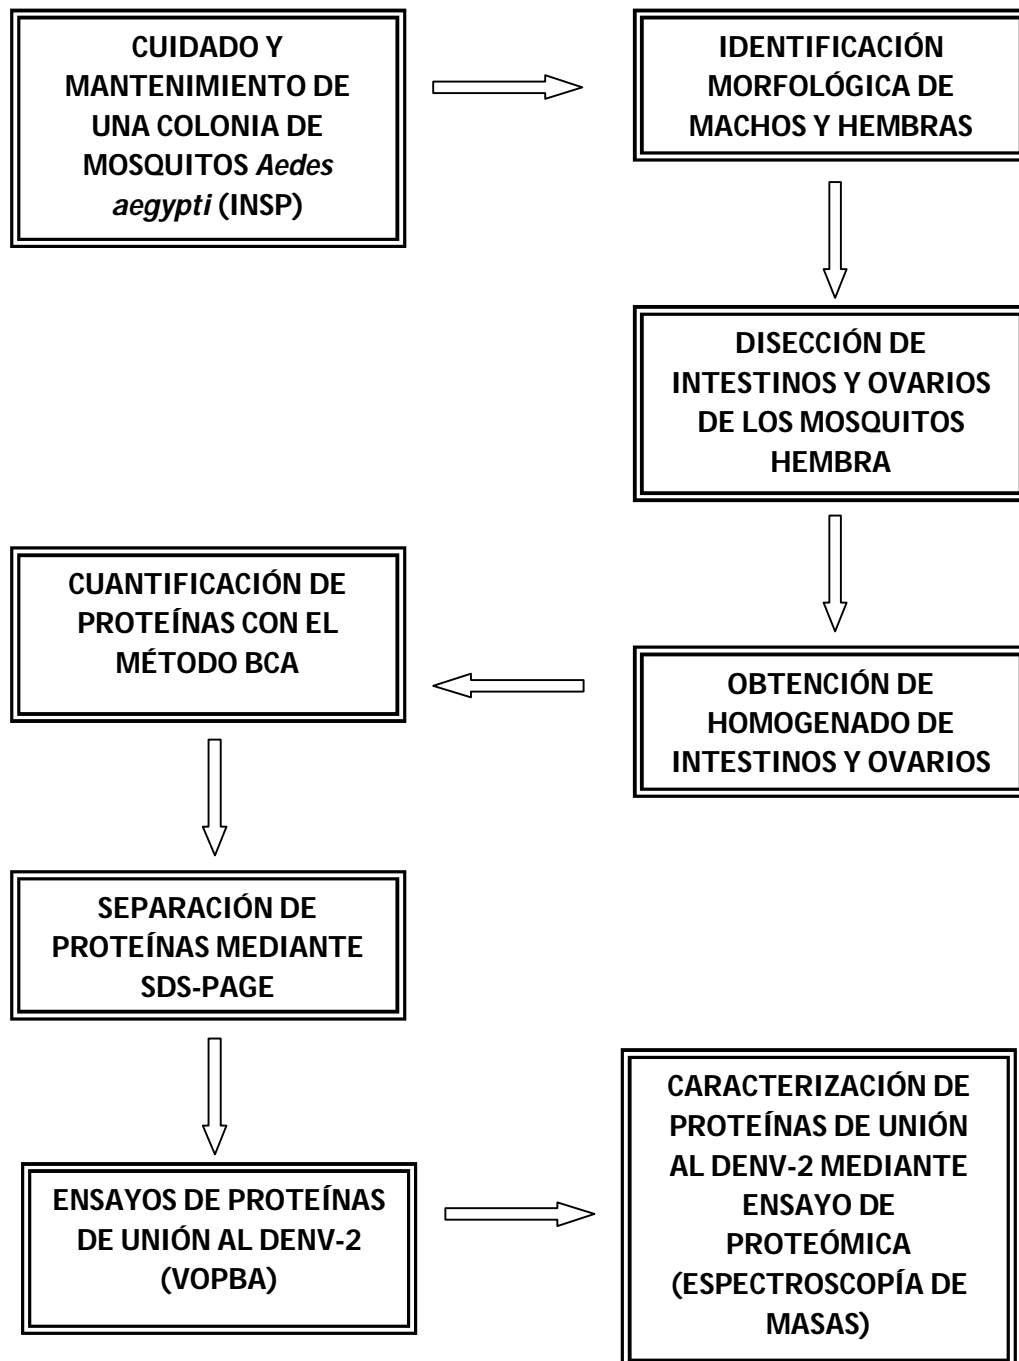 CUIDADO Y
MANTENIMIENTO DE
UNA COLONIA DE
MOSQUITOS Aedes
aegypti (INSP)
IDENTIFICACIÓN
MORFOLÓGICA DE
MACHOS Y HEMBRAS
DISECCIÓN DE
INTESTINOS Y OVARIOS
DE LOS MOSQUITOS
HEMBRA
OBTENCIÓN DE
HOMOGENADO DE
INTESTINOS Y OVARIOS
CUANTIFICACIÓN DE
PROTEÍNAS CON EL
MÉTODO BCA
SEPARACIÓN DE
PROTEÍNAS MEDIANTE
SDS-PAGE
ENSAYOS DE PROTEÍNAS
DE UNIÓN AL DENV-2
(VOPBA)
CARACTERIZACIÓN DE
PROTEÍNAS DE UNIÓN
AL DENV-2 MEDIANTE
ENSAYO DE
PROTEÓMICA
(ESPECTROSCOPÍA DE
MASAS)